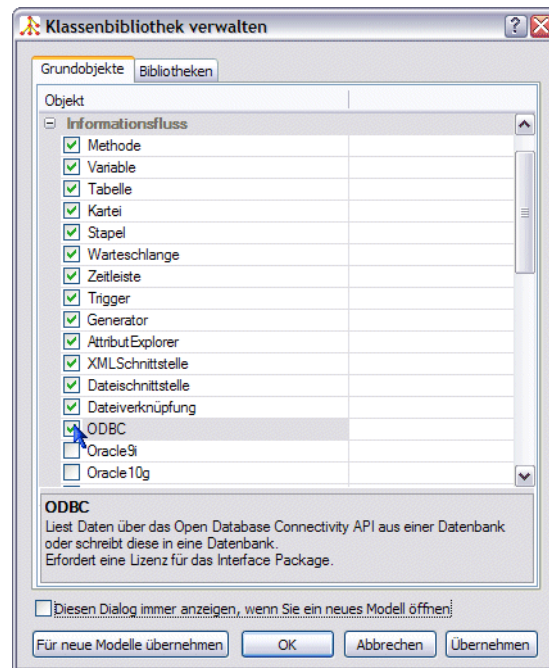 Klassenbibliothek verwalten
Grundobjekte
Bibliotheken
Objekt
Informationsfluss
Methode
Variable
Tabelle
Kartei
Stapel
Warteschlange
Zeitleiste
Trigger
Generator
AttributExplorer
XMLSchnittstelle
Dateischnittstelle
Dateiverknüpfung
ODBC
Oracle9i
Oracle10g
ODBC
Liest Daten über das Open Database Connectivity API aus einer Datenbank
oder schreibt diese in eine Datenbank.
Erfordert eine Lizenz für das Interface Package.
Diesen Dialog immer anzeigen, wenn Sie ein neues Modell öffnen
Für neue Modelle übernehmen
OK
Abbrechen
Übernehmen